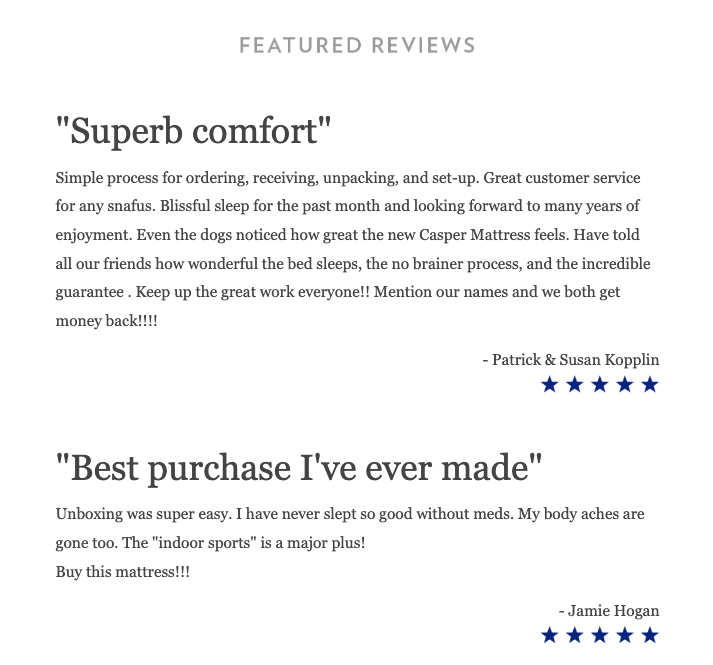 FEATURED REVIEWS
"Superb comfort"
Simple process for ordering, receiving, unpacking, and set-up. Great customer service
for any snafus. Blissful sleep for the past month and looking forward to many years of
enjoyment. Even the dogs noticed how great the new Casper Mattress feels. Have told
all our friends how wonderful the bed sleeps, the no brainer process, and the incredible
guarantee . Keep up the great work everyone!! Mention our names and we both get
money back!!!!
- Patrick & Susan Kopplin
★ ★ ★ ★ ★
"Best purchase I've ever made"
Unboxing was super easy. I have never slept so good without meds. My body aches are
gone too. The "indoor sports" is a major plus!
Buy this mattress!!!
- Jamie Hogan
★ ★ ★ ★ ★